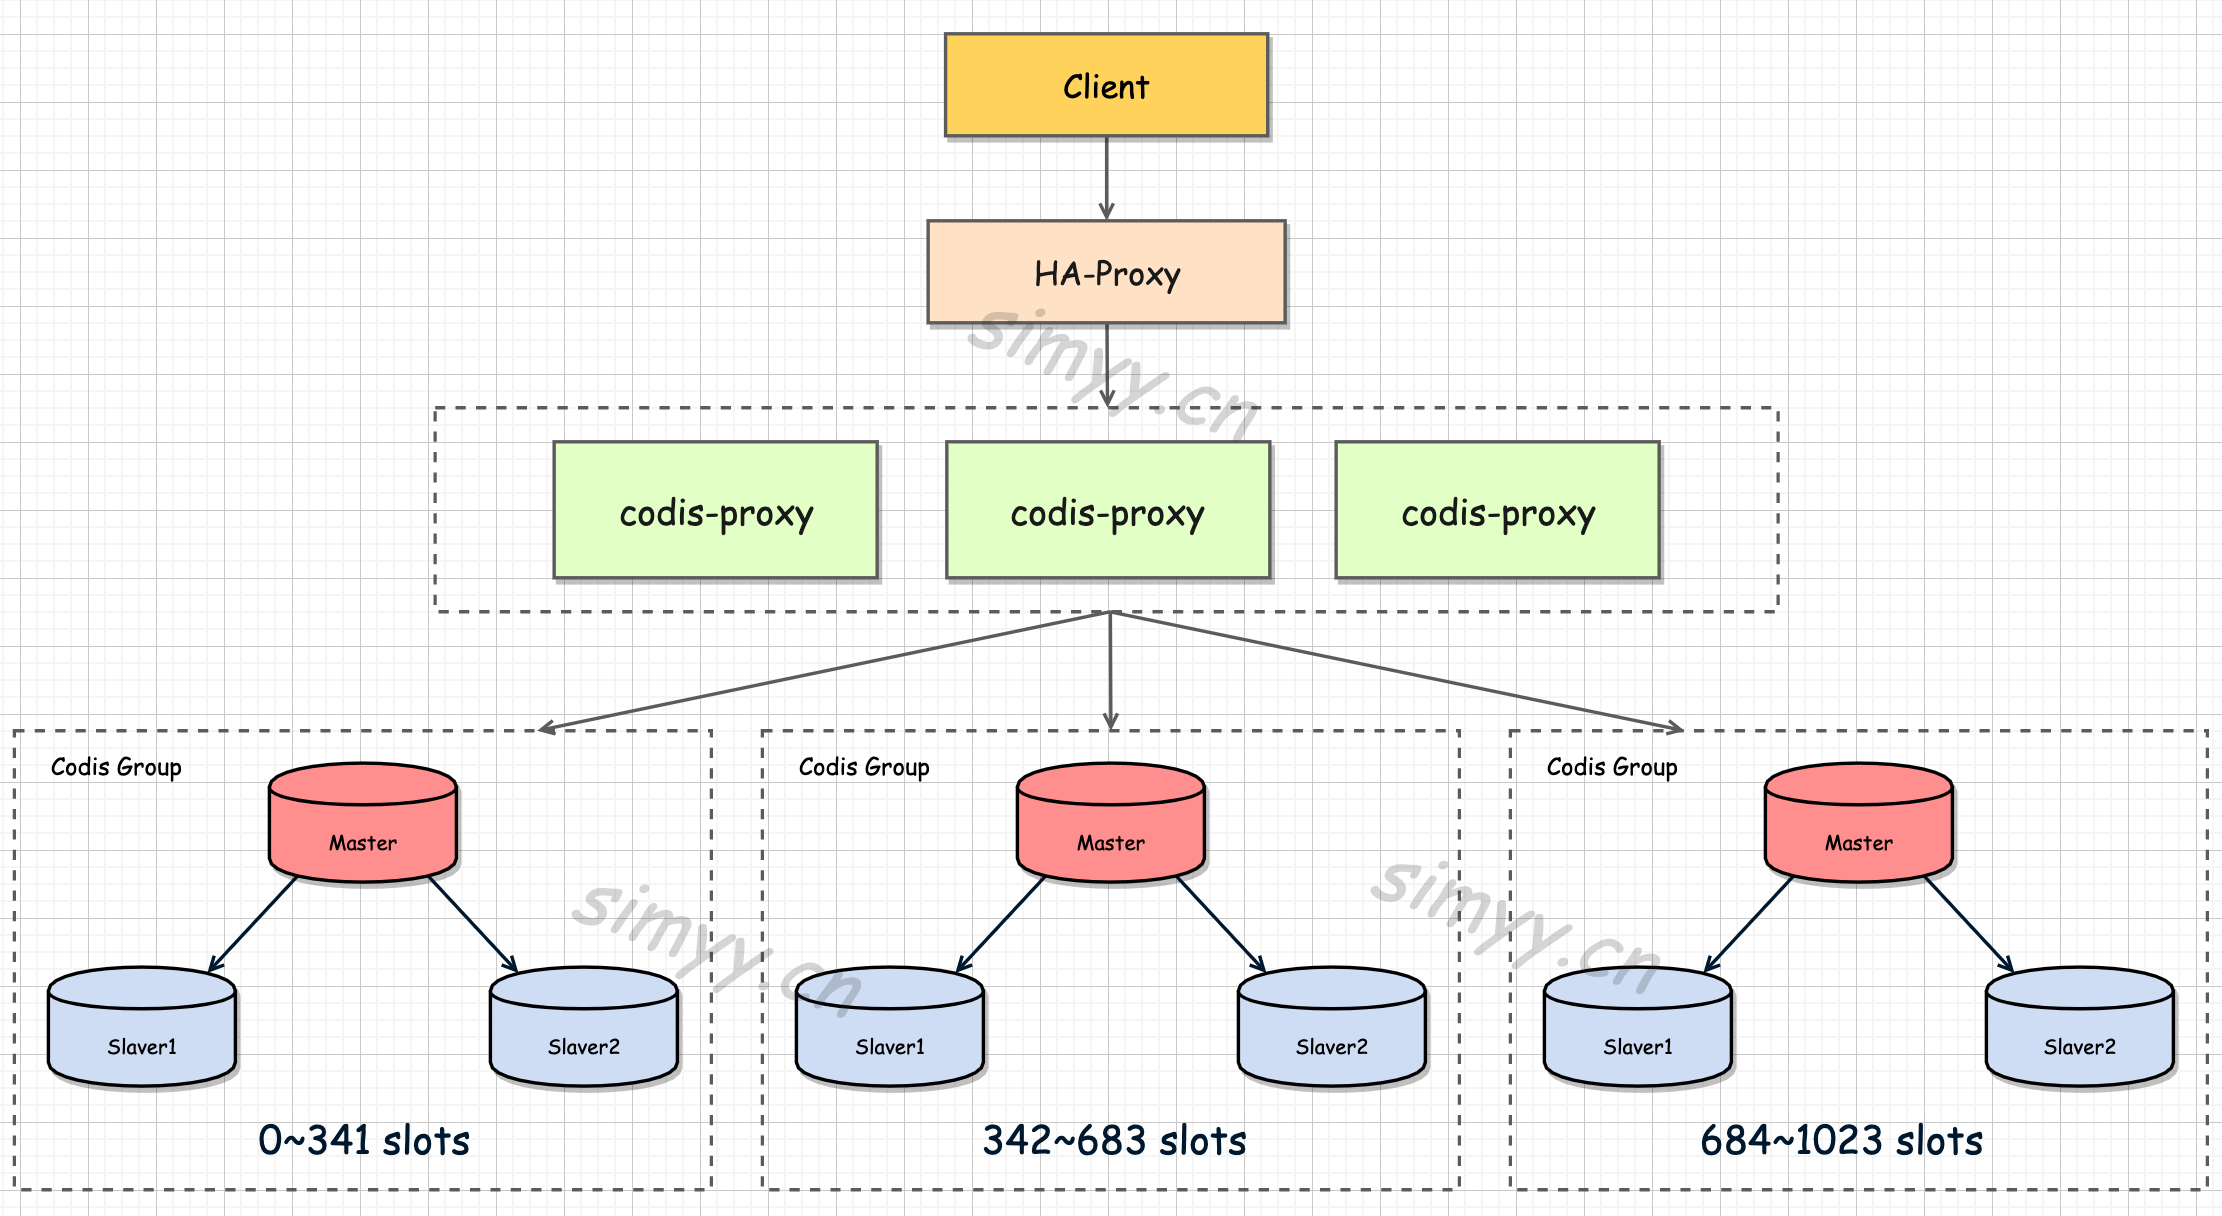 Client
HA-Proxy
simyy.cn
codis-proxy
codis-proxy
codis-proxy
Codis Group
Master
Slaver1
Slaver2
0~341 slots
Codis Group
Master
Slaver1
Slaver2
342~683 slots
Codis Group
Master
Slaver1
Slaver2
684~1023 slots
simyy.cn
simyy.cn